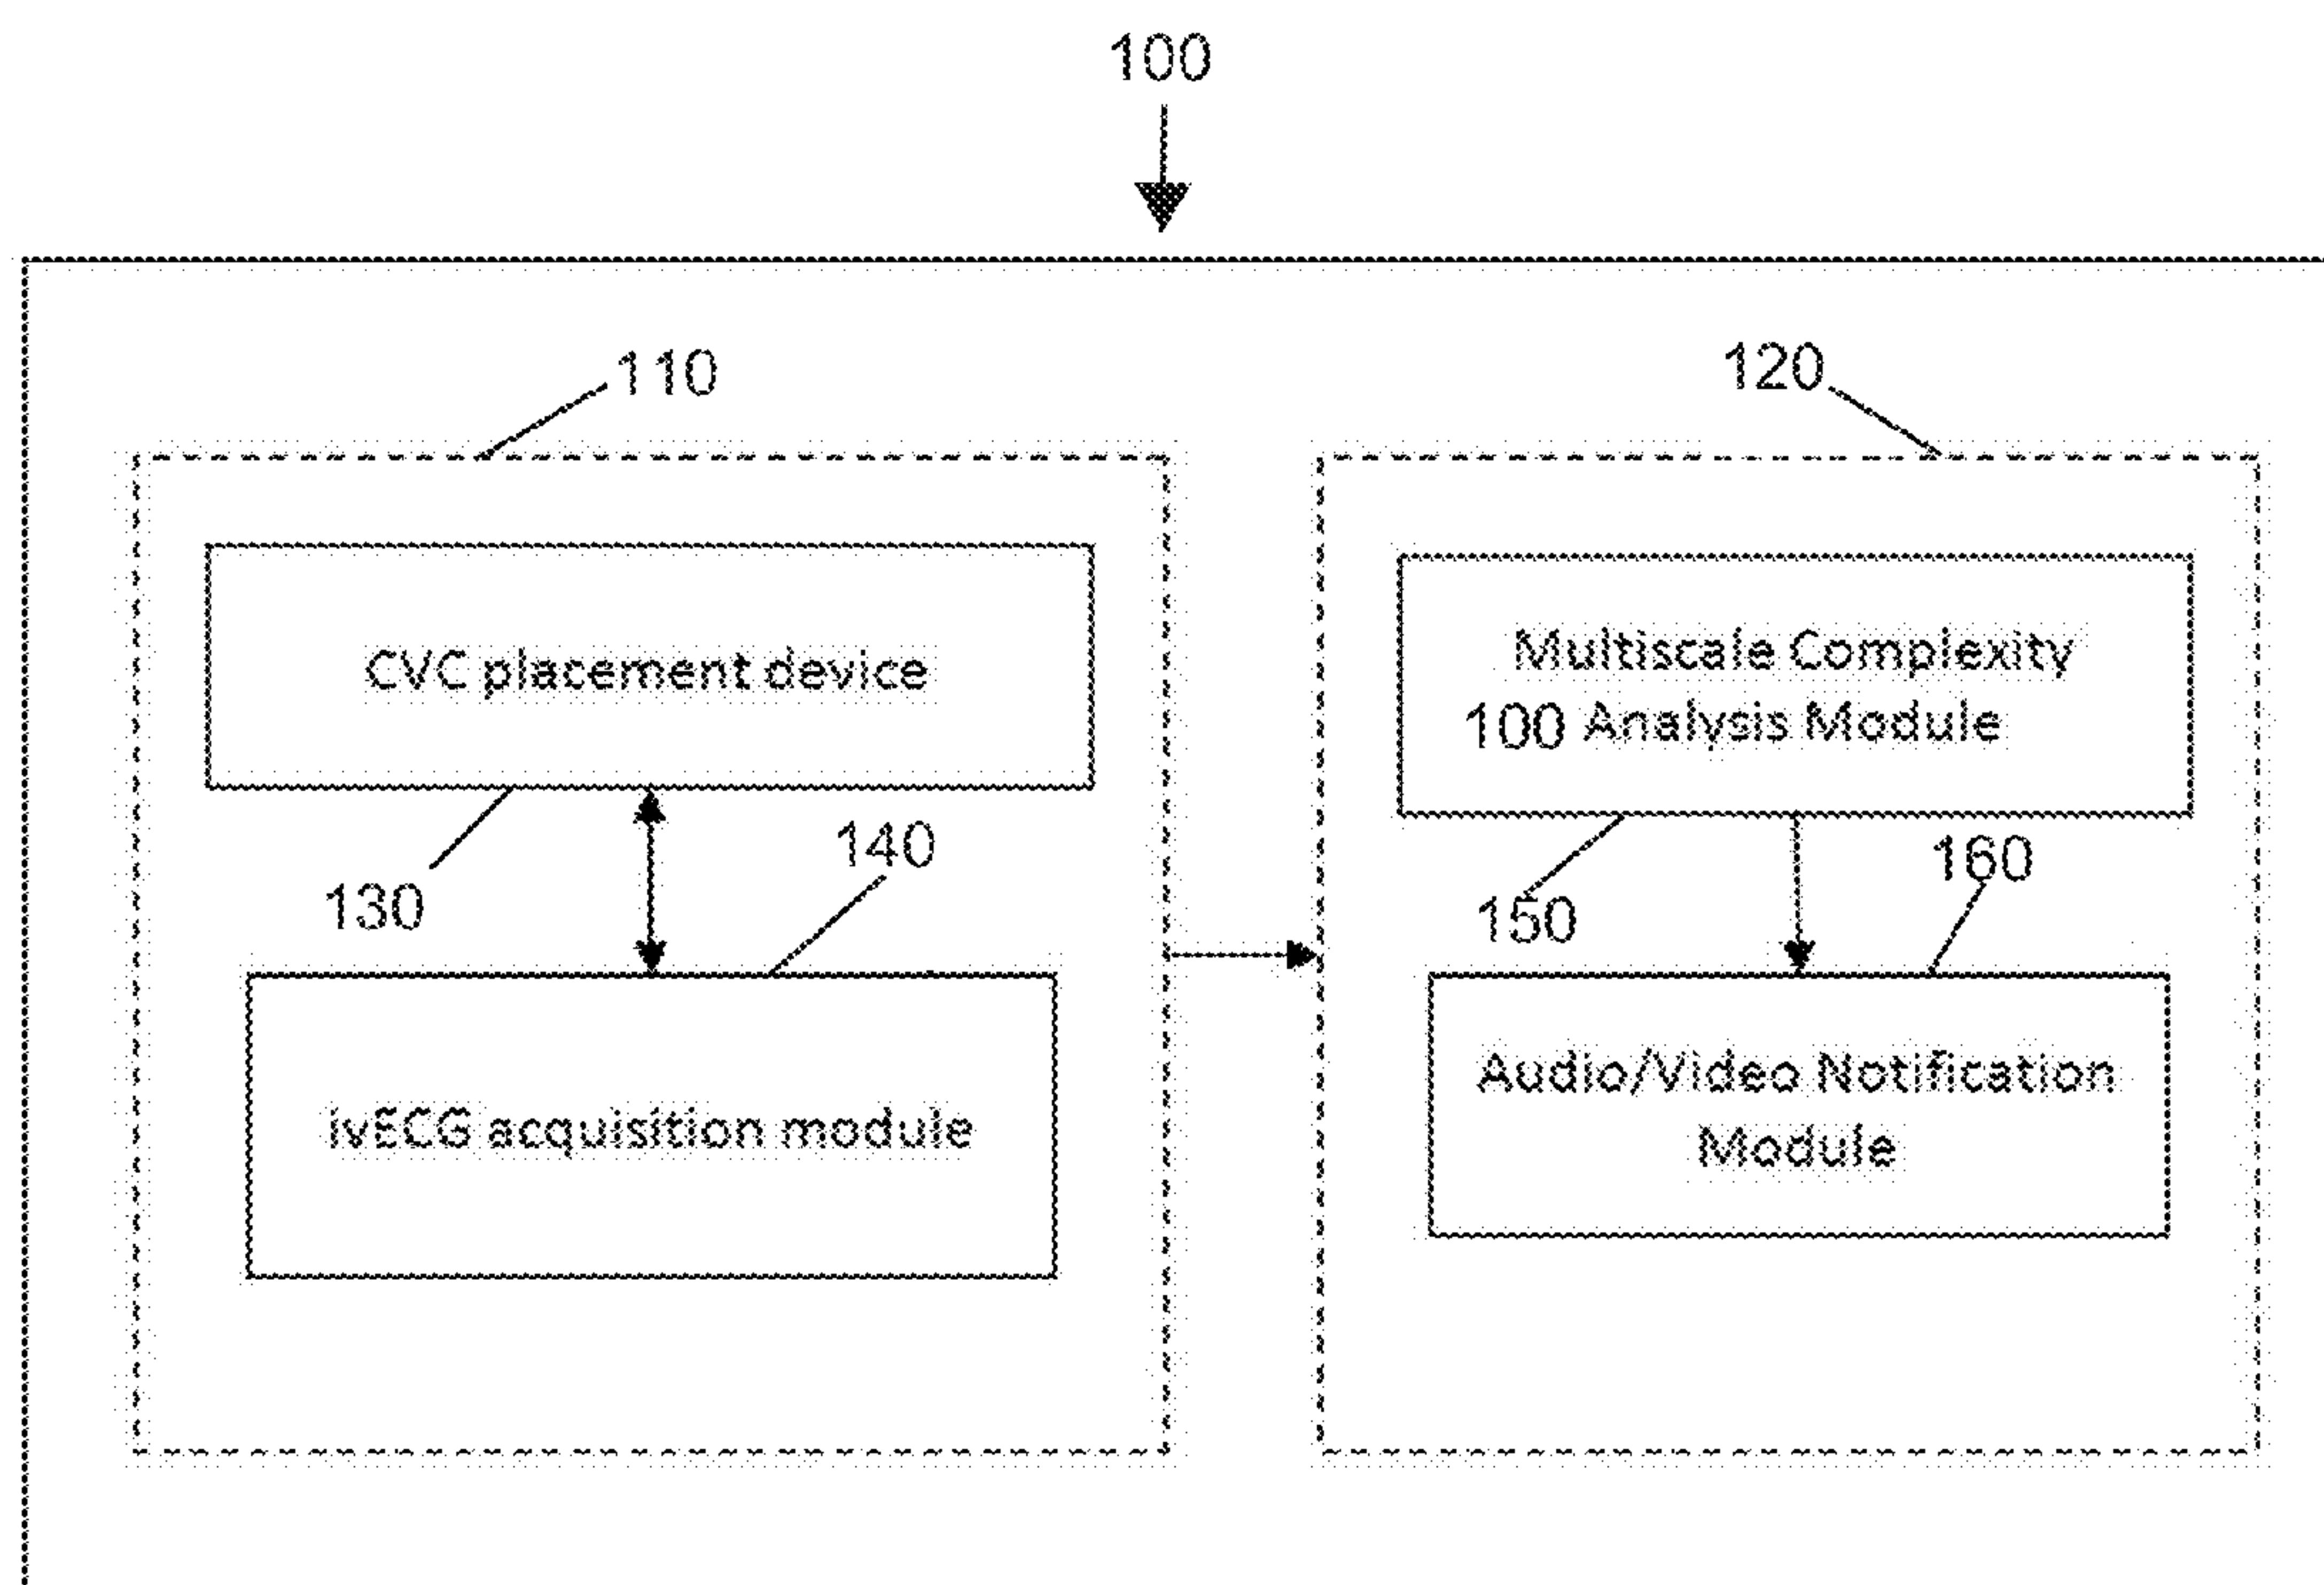 100
110
120
CVC placement device
Multiscale Complexity
100 Analysis Module
130
140
150
160
ivECG acquisition module
Audio/Video Notification
Module